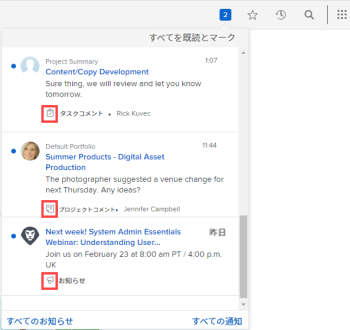 2
すべてを既読とマーク
Project Summary 1:07
Content/Copy Development
Sure thing, we will review and let you know
tomorrow.
タスクコメント • Rick Kuvec
Default Portfolio 11:44
Summer Products - Digital Asset
Production
The photographer suggested a venue change for
next Thursday. Any ideas?
プロジェクトコメント• Jennifer Campbell
Next week! System Admin Essentials 昨日
Webinar: Understanding User...
Join us on February 23 at 8:00 am PT / 4:00 p.m.
UK
お知らせ
すべてのお知らせ すべての通知